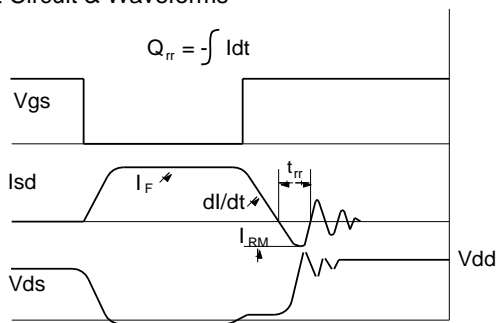 Circuit & Waveforms
Qrr = -∫ Idt
Vgs
Isd
IF
dI/dt
trr
IRM
Vdd
Vds